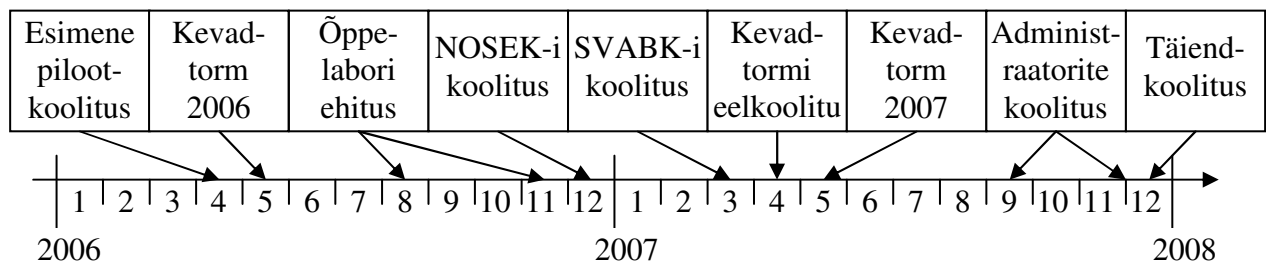 Esimene
piloot-
koolitus
Kevad-
torm
2006
Õppe-
labori
ehitus
NOSEK-i
koolitus
SVABK-i
koolitus
Kevad-
tormi
eelkoolitu
Kevad-
torm
2007
Administ-
raatorite
koolitus
Täiend-
koolitus
1 2 3 4 5 6 7 8 9 10 11 12 1 2 3 4 5 6 7 8 9 10 11 12
2006 2007 2008